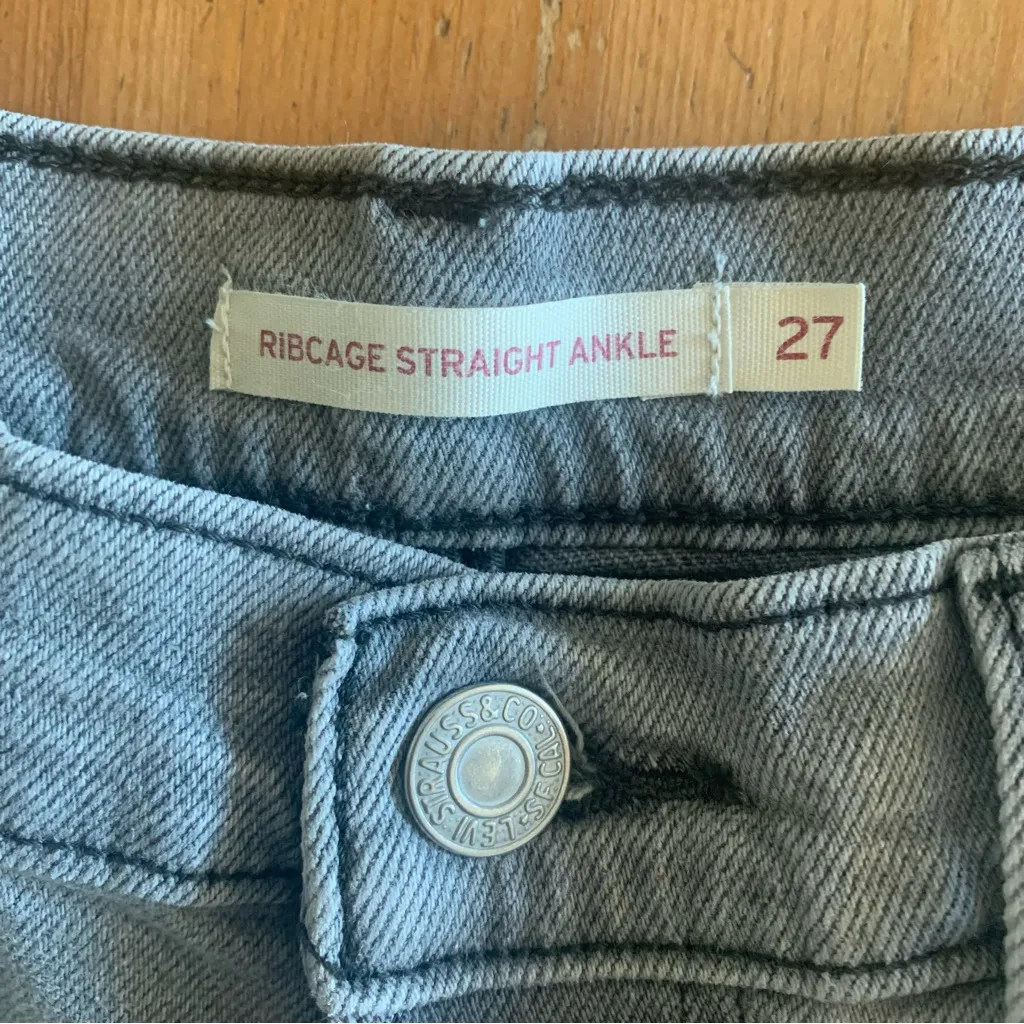 RIBCAGE STRAIGHT ANKLE 27
LEVI STRAUSS & CO. S.F. CAL.